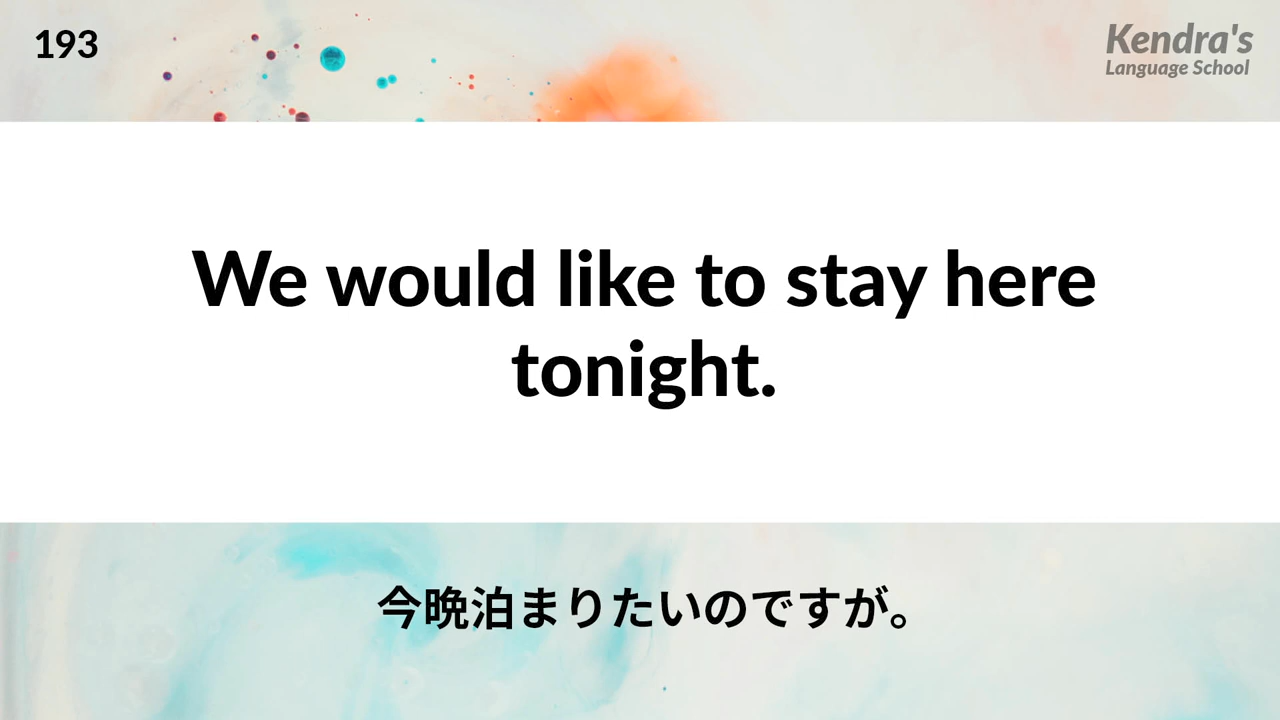 193
Kendra's
Language School
We would like to stay here
tonight.
今晩泊まりたいのですが。